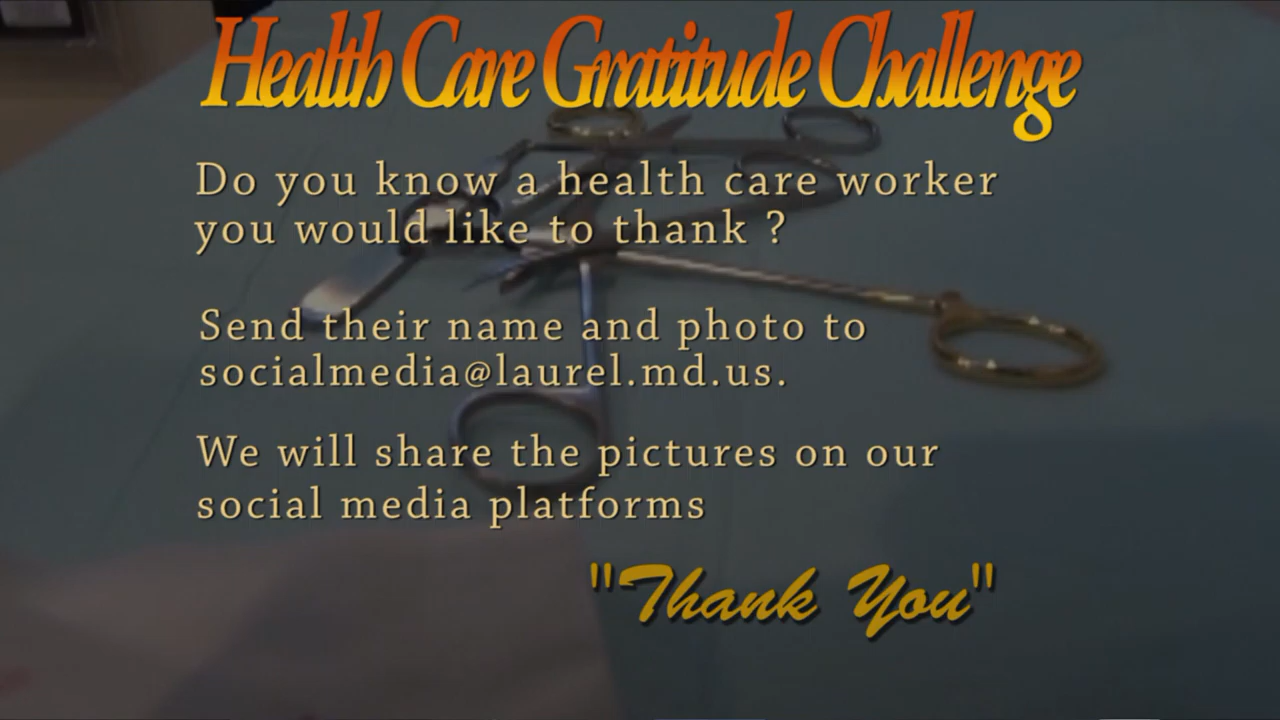 Health Care Gratitude Challenge
Do you know a health care worker
you would like to thank ?
Send their name and photo to
socialmedia@laurel.md.us.
We will share the pictures on our
social media platforms
"Thank You"